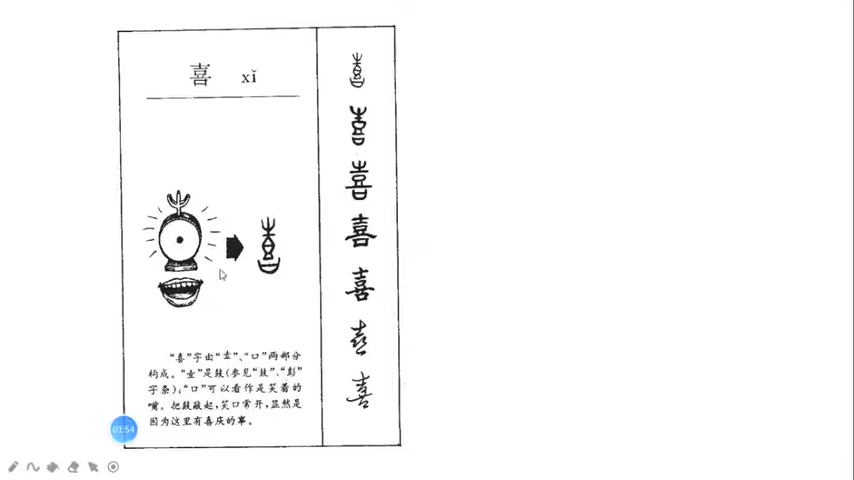 喜 xǐ
“喜”字由“壴”、“口”两部分
构成。“壴”是鼓(参见“鼓”、“彭”
字条);“口”可以看作是笑着的
嘴。把鼓敲起,笑口常开,显然是
因为这里有喜庆的事。
喜
喜
喜
喜
喜
喜
喜
喜
01:54